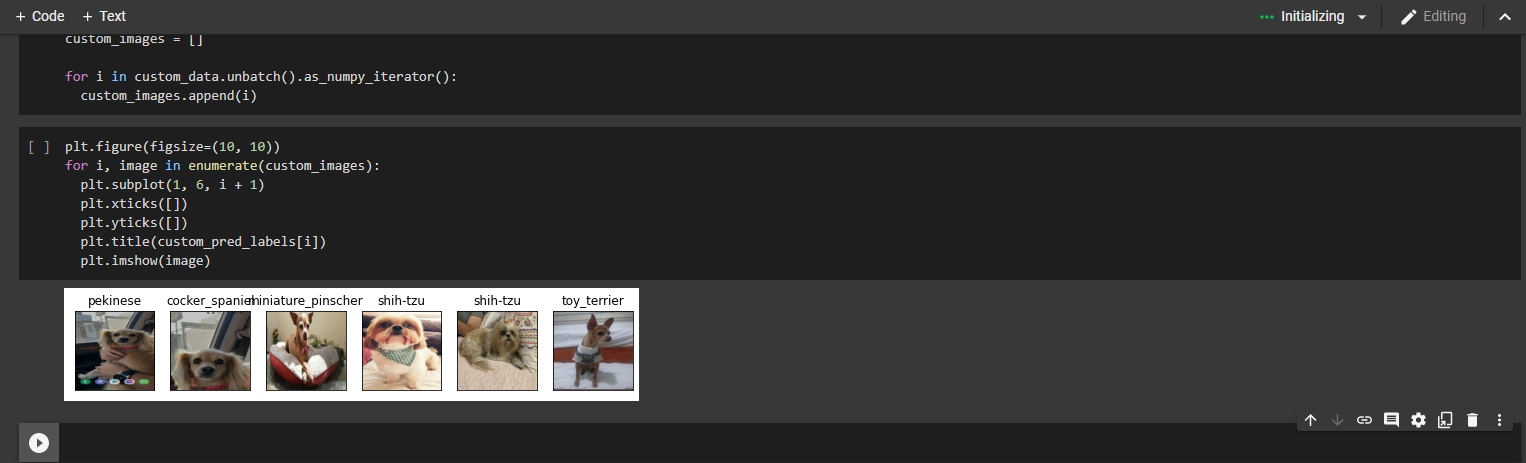 + Code + Text
Initializing Editing
custom_images = []
for i in custom_data.unbatch().as_numpy_iterator():
custom_images.append(i)
[ ] plt.figure(figsize=(10, 10))
for i, image in enumerate(custom_images):
plt.subplot(1, 6, i + 1)
plt.xticks([])
plt.yticks([])
plt.title(custom_pred_labels[i])
plt.imshow(image)
pekinese cocker_spaniel miniature_pinscher shih-tzu shih-tzu toy_terrier